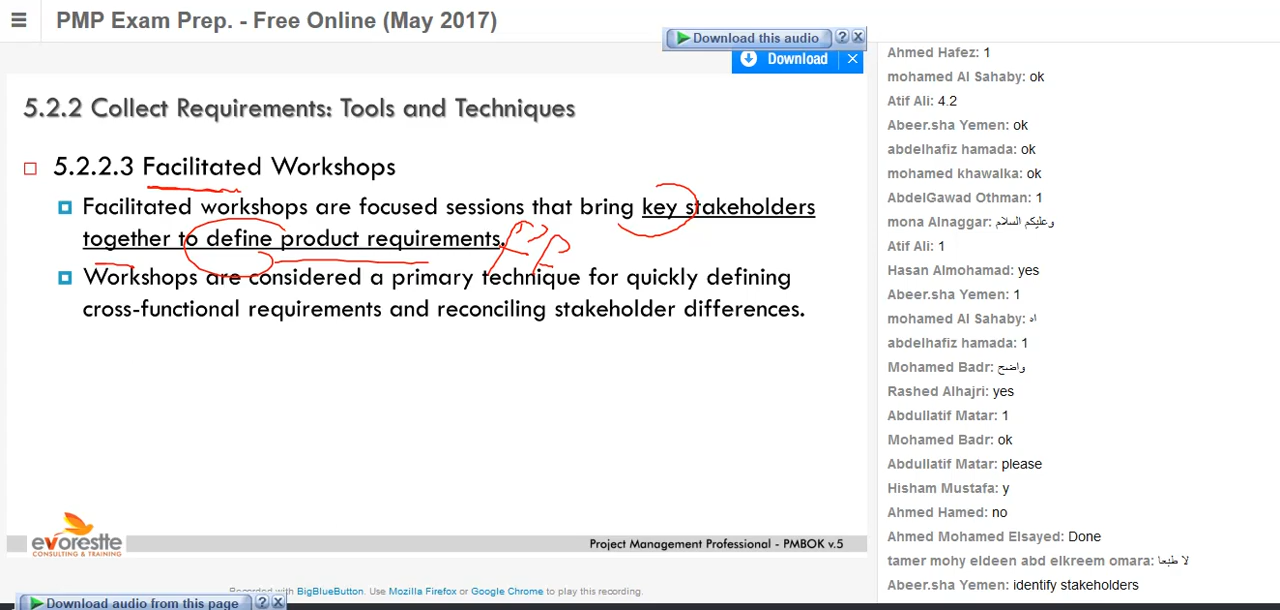 PMP Exam Prep. - Free Online (May 2017)
Download this audio ? X
Download ×
5.2.2 Collect Requirements: Tools and Techniques
5.2.2.3 Facilitated Workshops
Facilitated workshops are focused sessions that bring key stakeholders
together to define product requirements.
Workshops are considered a primary technique for quickly defining
cross-functional requirements and reconciling stakeholder differences.
evorestte
CONSULTING & TRAINING
Project Management Professional - PMBOK v.5
Recorded with BigBlueButton. Use Mozilla Firefox or Google Chrome to play this recording.
Download audio from this page ? X
Ahmed Hafez: 1
mohamed Al Sahaby: ok
Atif Ali: 4.2
Abeer.sha Yemen: ok
abdelhafiz hamada: ok
mohamed khawalka: ok
AbdelGawad Othman: 1
mona Alnaggar: وعليكم السلام
Atif Ali: 1
Hasan Almohamad: yes
Abeer.sha Yemen: 1
mohamed Al Sahaby: اه
abdelhafiz hamada: 1
Mohamed Badr: واضح
Rashed Alhajri: yes
Abdullatif Matar: 1
Mohamed Badr: ok
Abdullatif Matar: please
Hisham Mustafa: y
Ahmed Hamed: no
Ahmed Mohamed Elsayed: Done
tamer mohy eldeen abd elkreem omara: لا طبعا
Abeer.sha Yemen: identify stakeholders